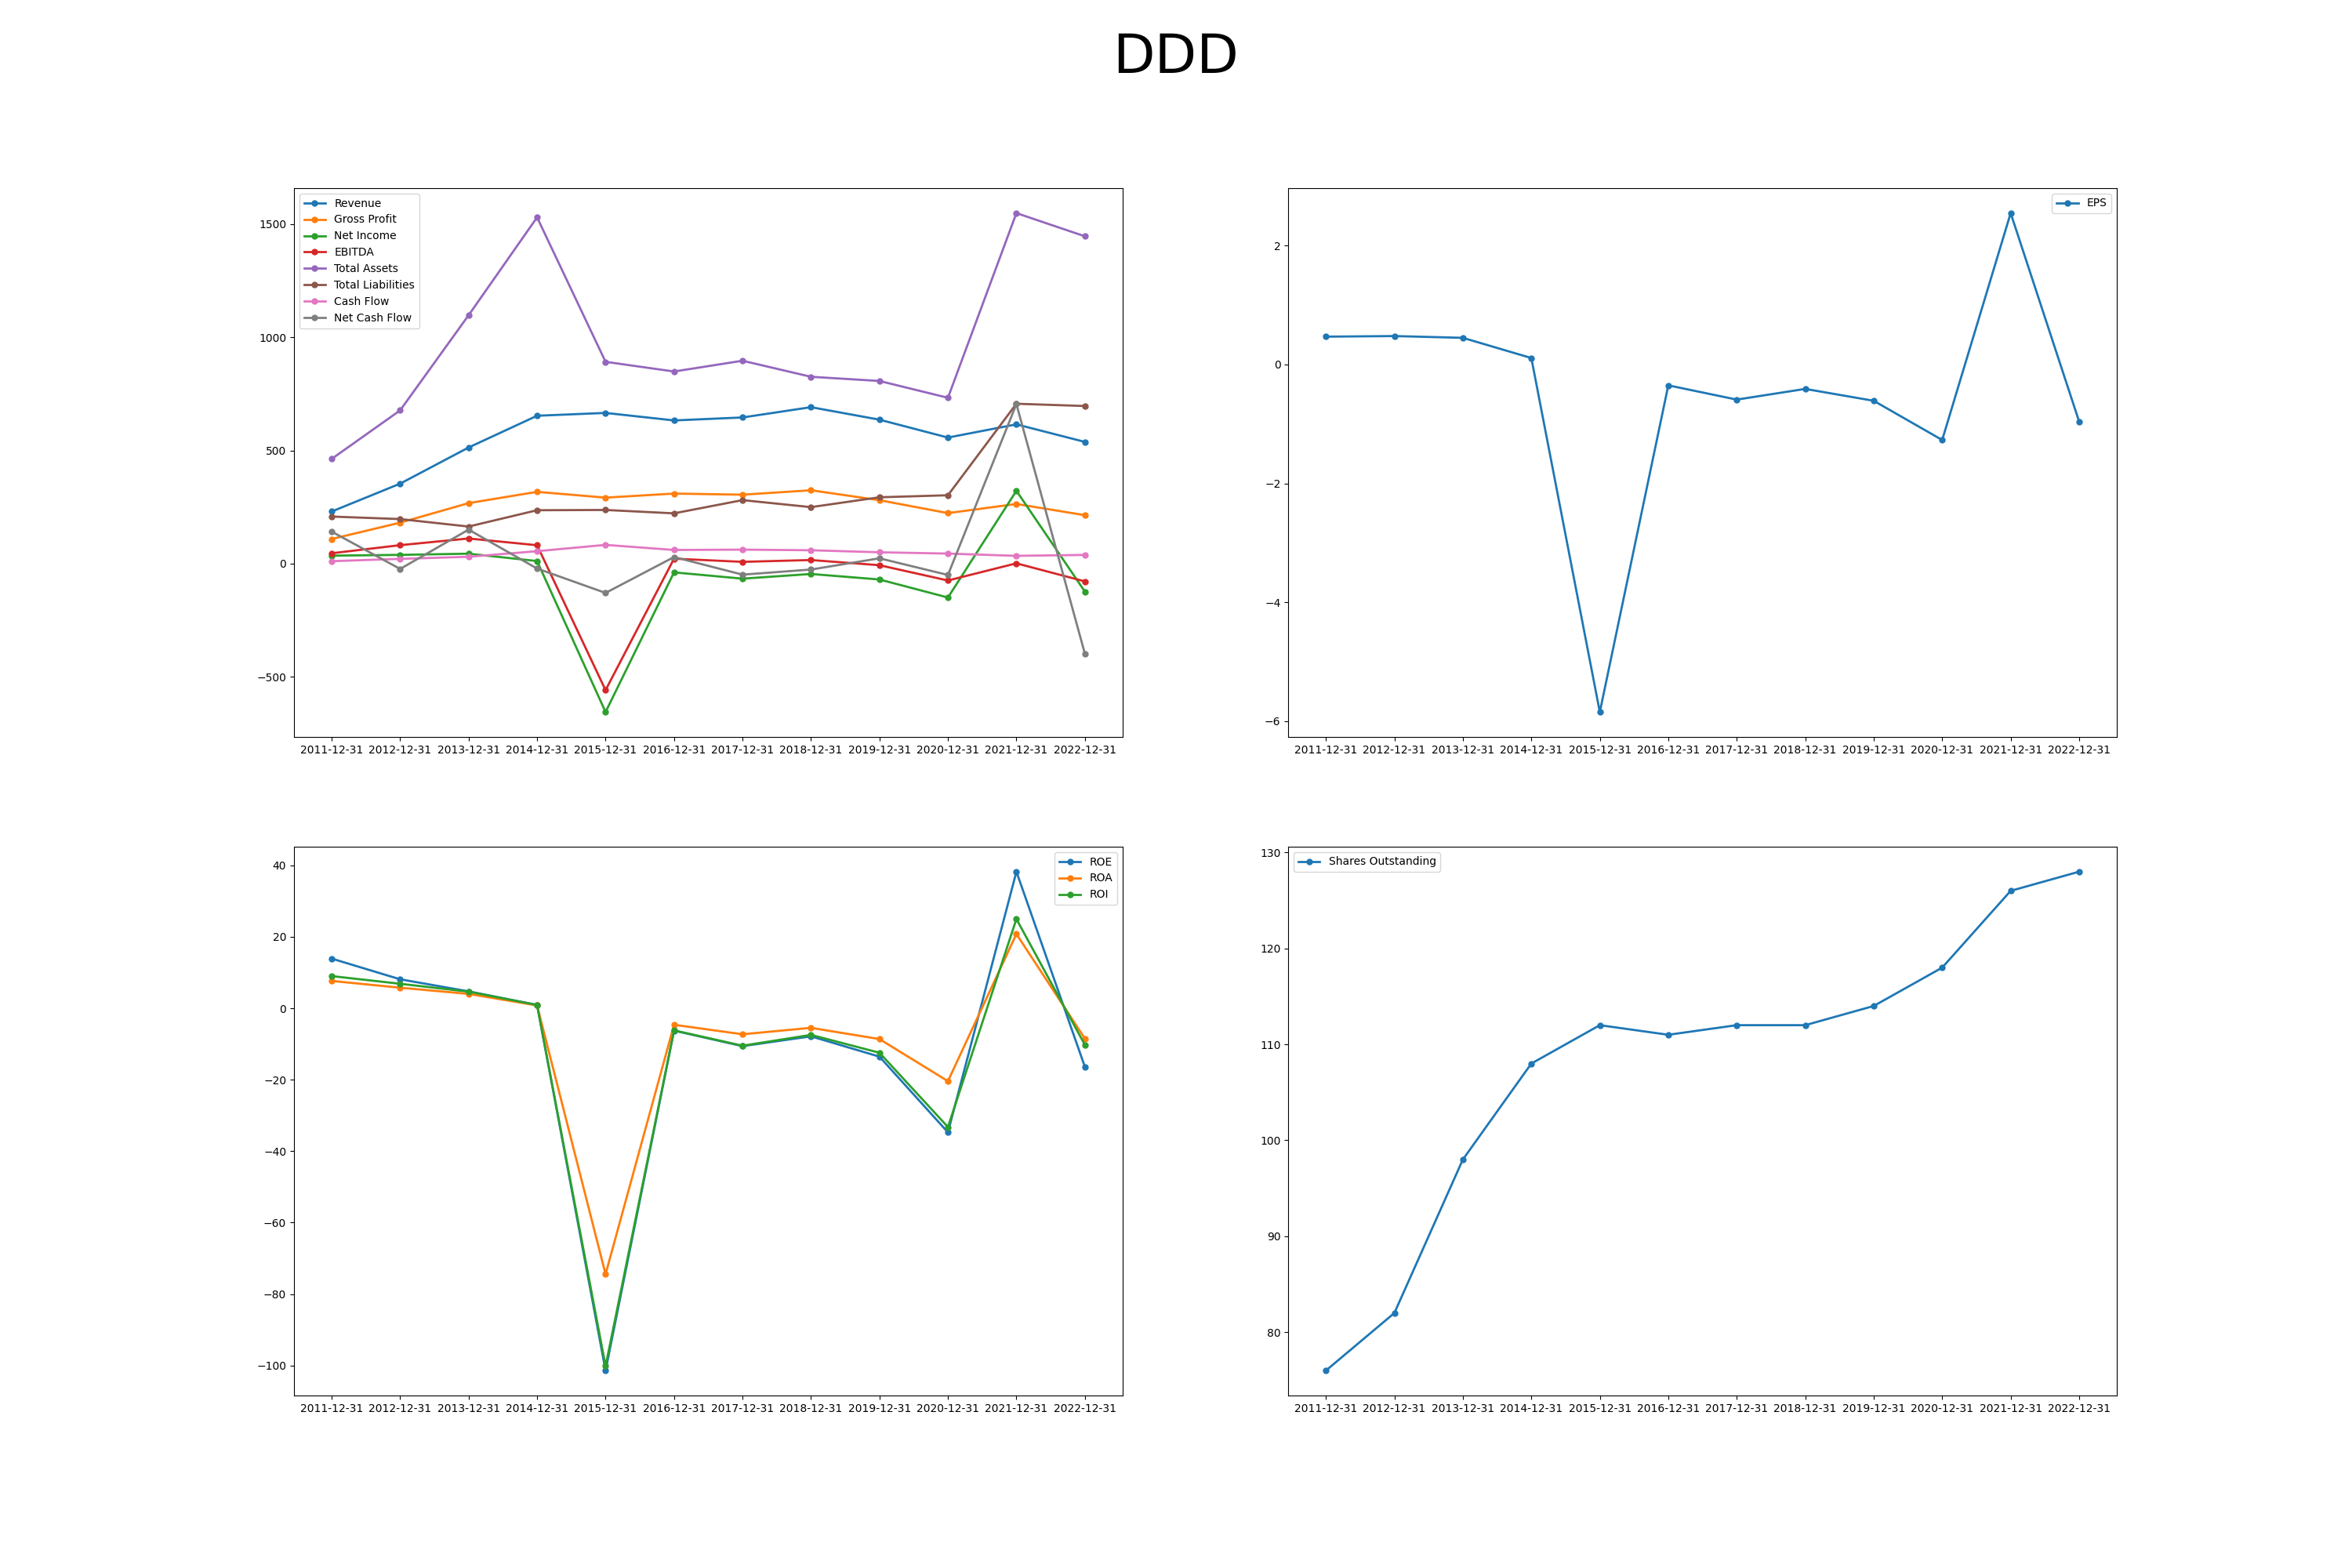 DDD
Revenue
Gross Profit
Net Income
EBITDA
Total Assets
Total Liabilities
Cash Flow
Net Cash Flow
1500
1000
500
0
−500
2011-12-31 2012-12-31 2013-12-31 2014-12-31 2015-12-31 2016-12-31 2017-12-31 2018-12-31 2019-12-31 2020-12-31 2021-12-31 2022-12-31
EPS
2
0
−2
−4
−6
2011-12-31 2012-12-31 2013-12-31 2014-12-31 2015-12-31 2016-12-31 2017-12-31 2018-12-31 2019-12-31 2020-12-31 2021-12-31 2022-12-31
ROE
ROA
ROI
40
20
0
−20
−40
−60
−80
−100
2011-12-31 2012-12-31 2013-12-31 2014-12-31 2015-12-31 2016-12-31 2017-12-31 2018-12-31 2019-12-31 2020-12-31 2021-12-31 2022-12-31
Shares Outstanding
130
120
110
100
90
80
2011-12-31 2012-12-31 2013-12-31 2014-12-31 2015-12-31 2016-12-31 2017-12-31 2018-12-31 2019-12-31 2020-12-31 2021-12-31 2022-12-31